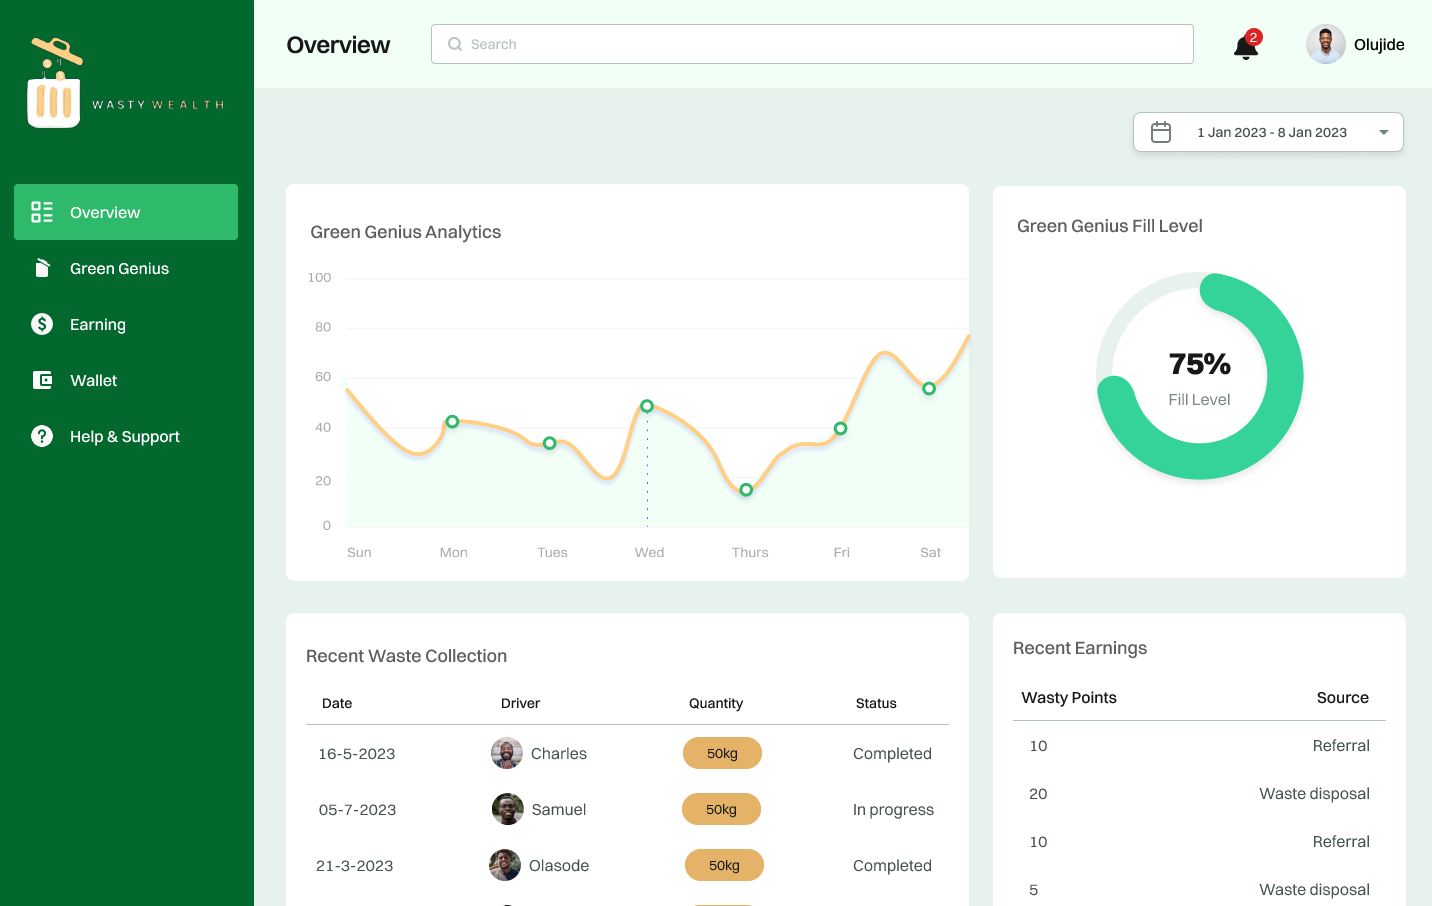 WASTY WEALTH
Overview
Green Genius
Earning
Wallet
Help & Support
Overview
Search
2
Olujide
1 Jan 2023 - 8 Jan 2023
Green Genius Analytics
100
80
60
40
20
0
Sun Mon Tues Wed Thurs Fri Sat
Green Genius Fill Level
75%
Fill Level
Recent Waste Collection
Date Driver Quantity Status
16-5-2023 Charles 50kg Completed
05-7-2023 Samuel 50kg In progress
21-3-2023 Olasode 50kg Completed
Recent Earnings
Wasty Points Source
10 Referral
20 Waste disposal
10 Referral
5 Waste disposal